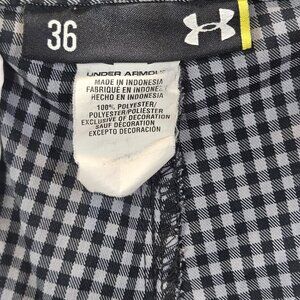 36
UNDER ARMOUR
MADE IN INDONESIA
FABRIQUÉ EN INDONÉ
HECHO EN INDONESIA
100% POLYESTER/
POLYESTER/POLIÉSTER
EXCLUSIVE OF DECORATION
SAUF DÉCORATION
EXCEPTO DECORACIÓN